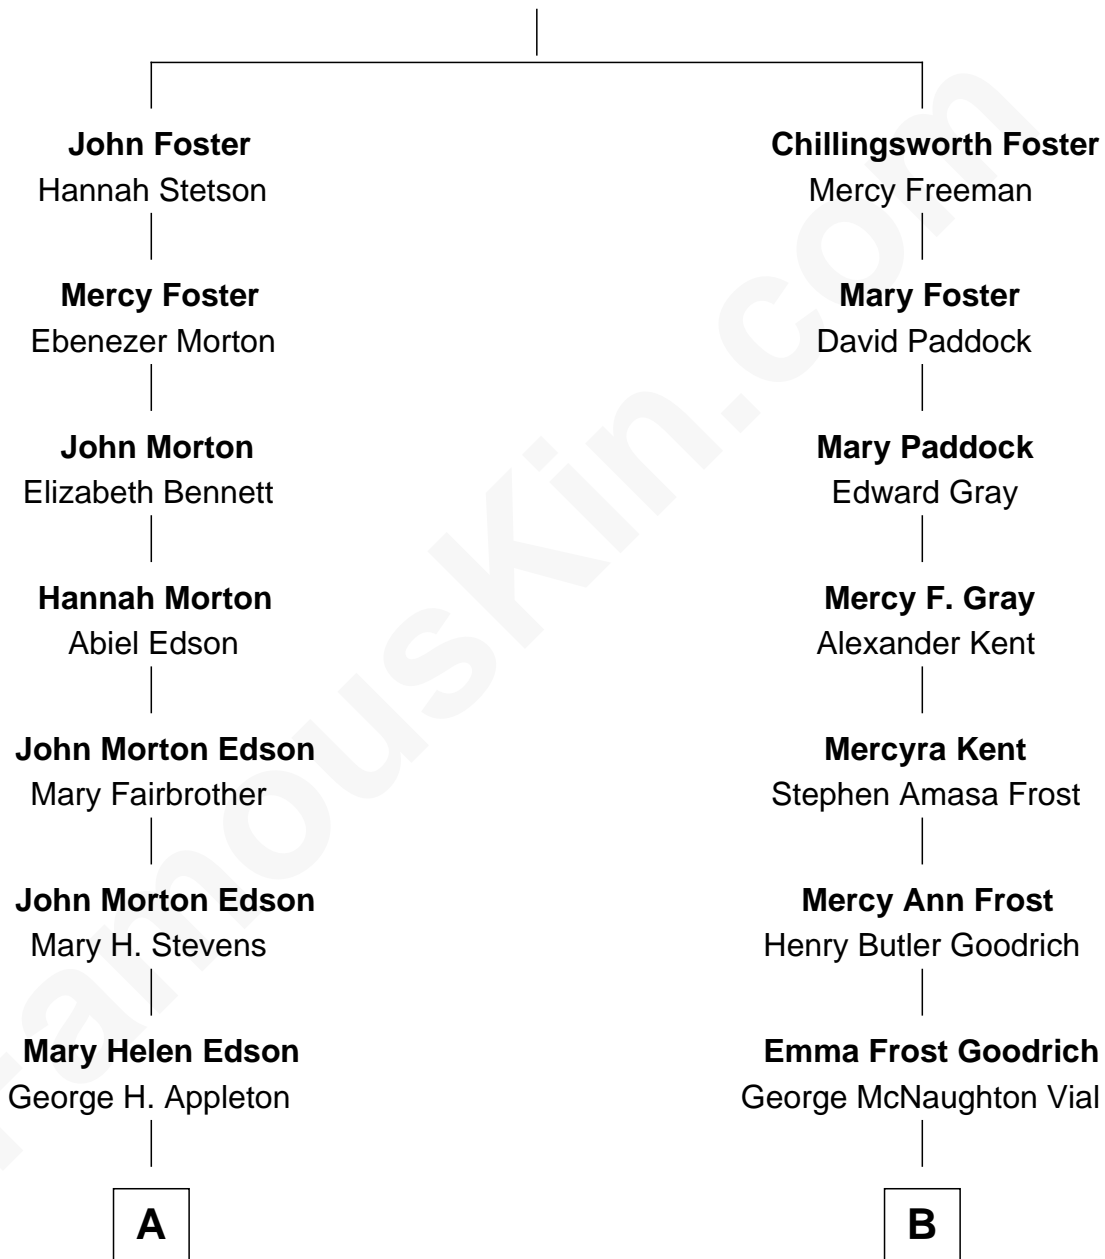 John Foster
Hannah Stetson
Mercy Foster
Ebenezer Morton
John Morton
Elizabeth Bennett
Hannah Morton
Abiel Edson
John Morton Edson
Mary Fairbrother
John Morton Edson
Mary H. Stevens
Mary Helen Edson
George H. Appleton
A
Chillingsworth Foster
Mercy Freeman
Mary Foster
David Paddock
Mary Paddock
Edward Gray
Mercy F. Gray
Alexander Kent
Mercyra Kent
Stephen Amasa Frost
Mercy Ann Frost
Henry Butler Goodrich
Emma Frost Goodrich
George McNaughton Vial
B
FamousKin.com